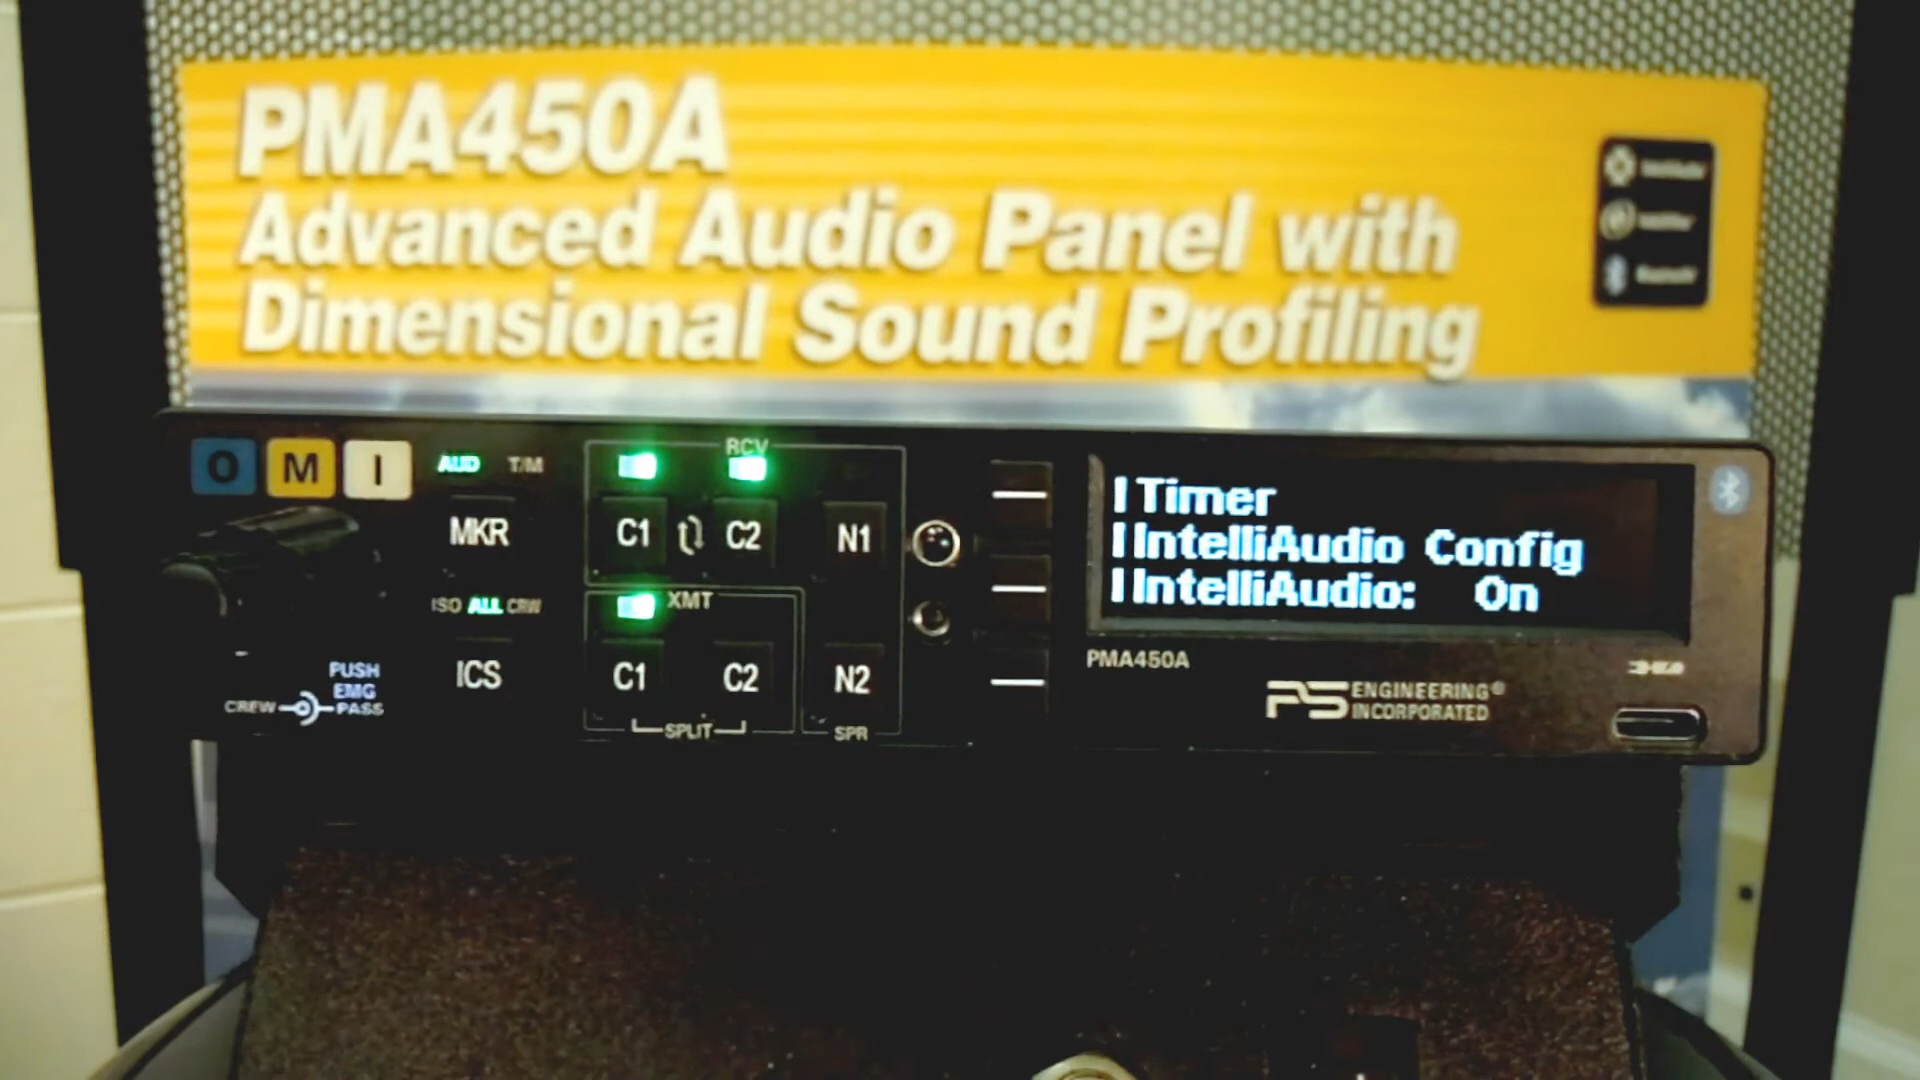 PMA450A
Advanced Audio Panel with
Dimensional Sound Profiling
O M I
AUD T/M
MKR
ISO ALL CRW
ICS
PUSH
EMG
CREW PASS
RCV
C1 C2 N1
XMT
C1 C2 N2
SPLIT SPR
Timer
IntelliAudio Config
IntelliAudio: On
PMA450A
PS ENGINEERING®
INCORPORATED